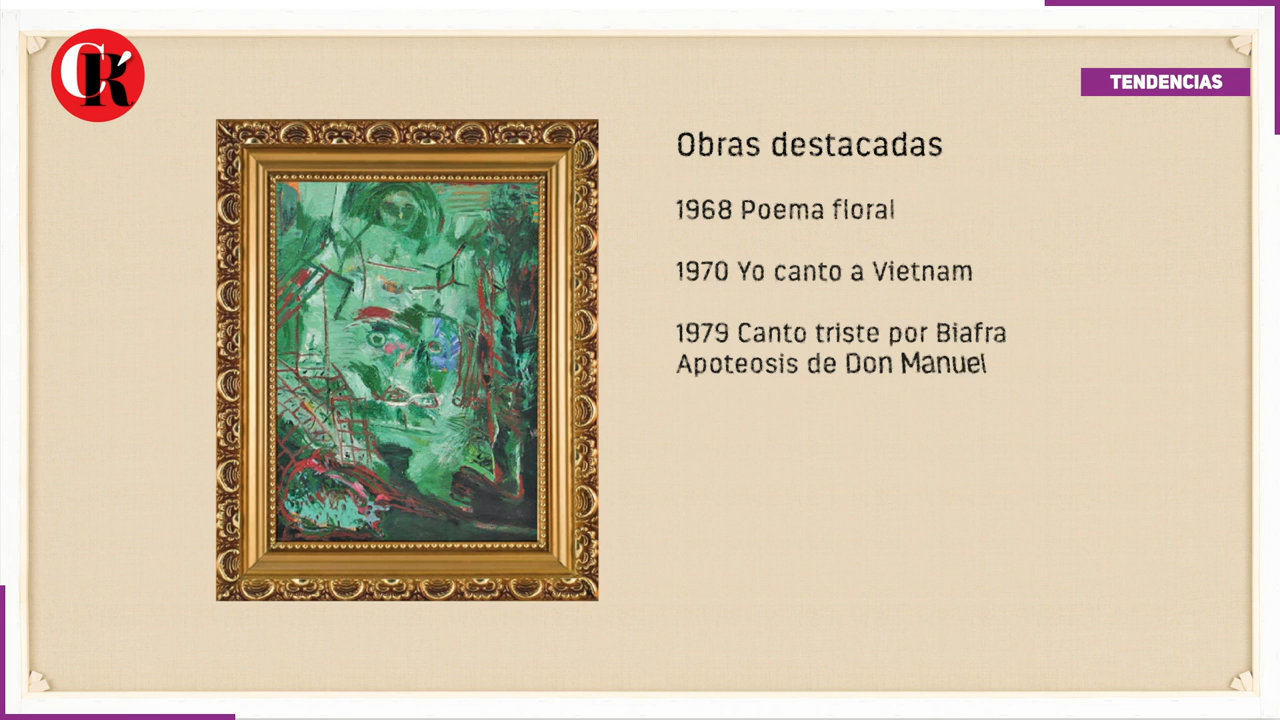 CŔ
TENDENCIAS
Obras destacadas
1968 Poema floral
1970 Yo canto a Vietnam
1979 Canto triste por Biafra
Apoteosis de Don Manuel